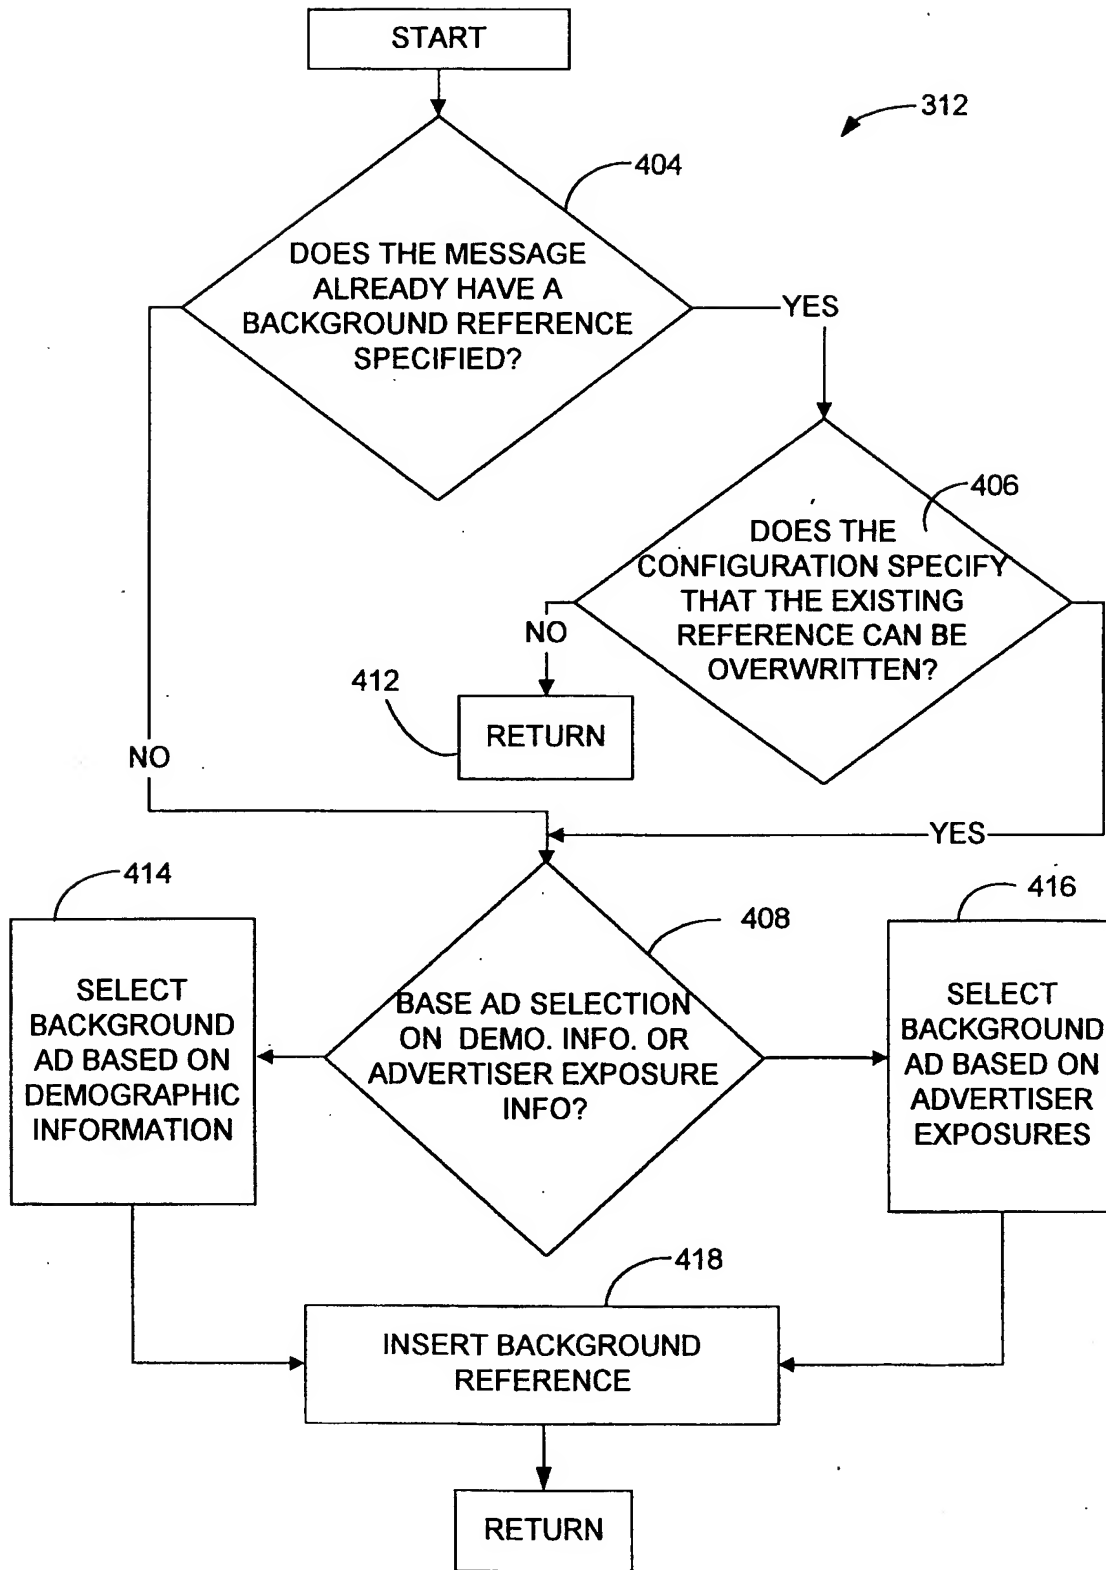 START
312
404
DOES THE MESSAGE
ALREADY HAVE A
BACKGROUND REFERENCE
SPECIFIED?
YES
406
DOES THE
CONFIGURATION SPECIFY
THAT THE EXISTING
REFERENCE CAN BE
OVERWRITTEN?
NO
412
RETURN
NO
YES
414
416
408
SELECT
BACKGROUND
AD BASED ON
DEMOGRAPHIC
INFORMATION
BASE AD SELECTION
ON DEMO. INFO. OR
ADVERTISER EXPOSURE
INFO?
SELECT
BACKGROUND
AD BASED ON
ADVERTISER
EXPOSURES
418
INSERT BACKGROUND
REFERENCE
RETURN